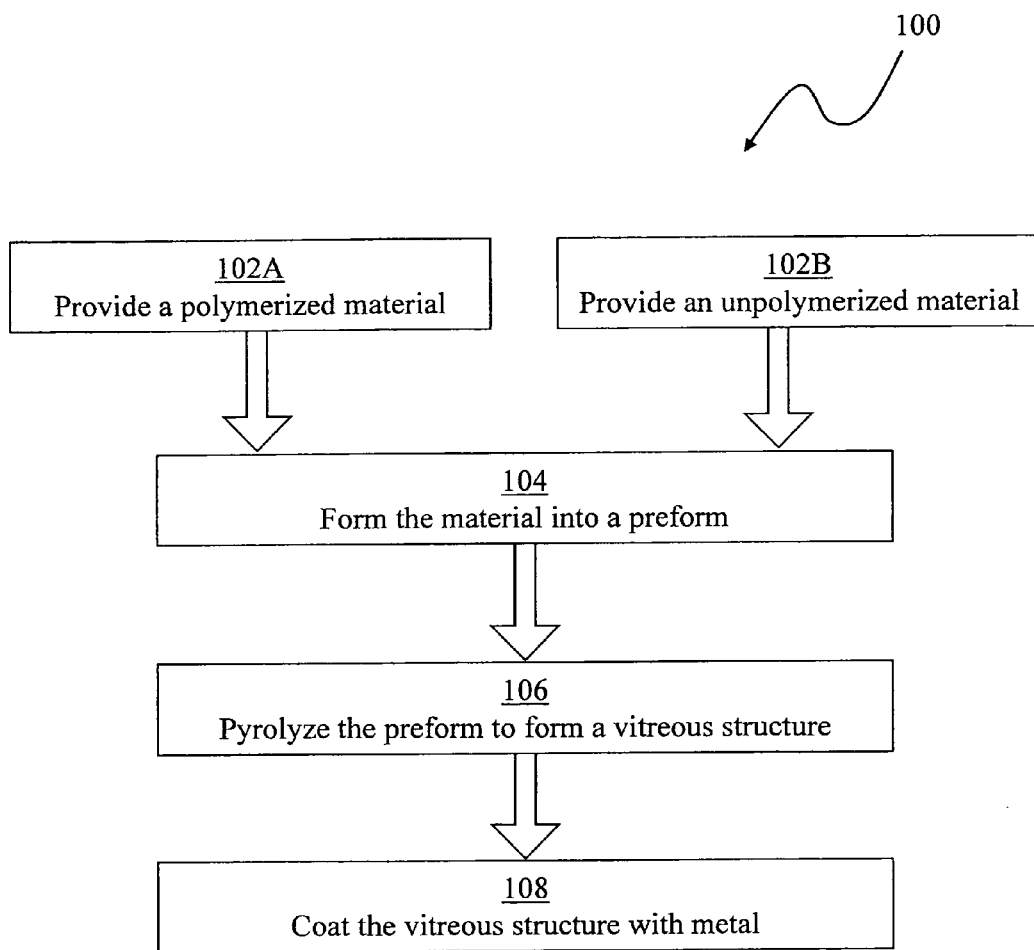 100
102A
Provide a polymerized material
102B
Provide an unpolymerized material
104
Form the material into a preform
106
Pyrolyze the preform to form a vitreous structure
108
Coat the vitreous structure with metal